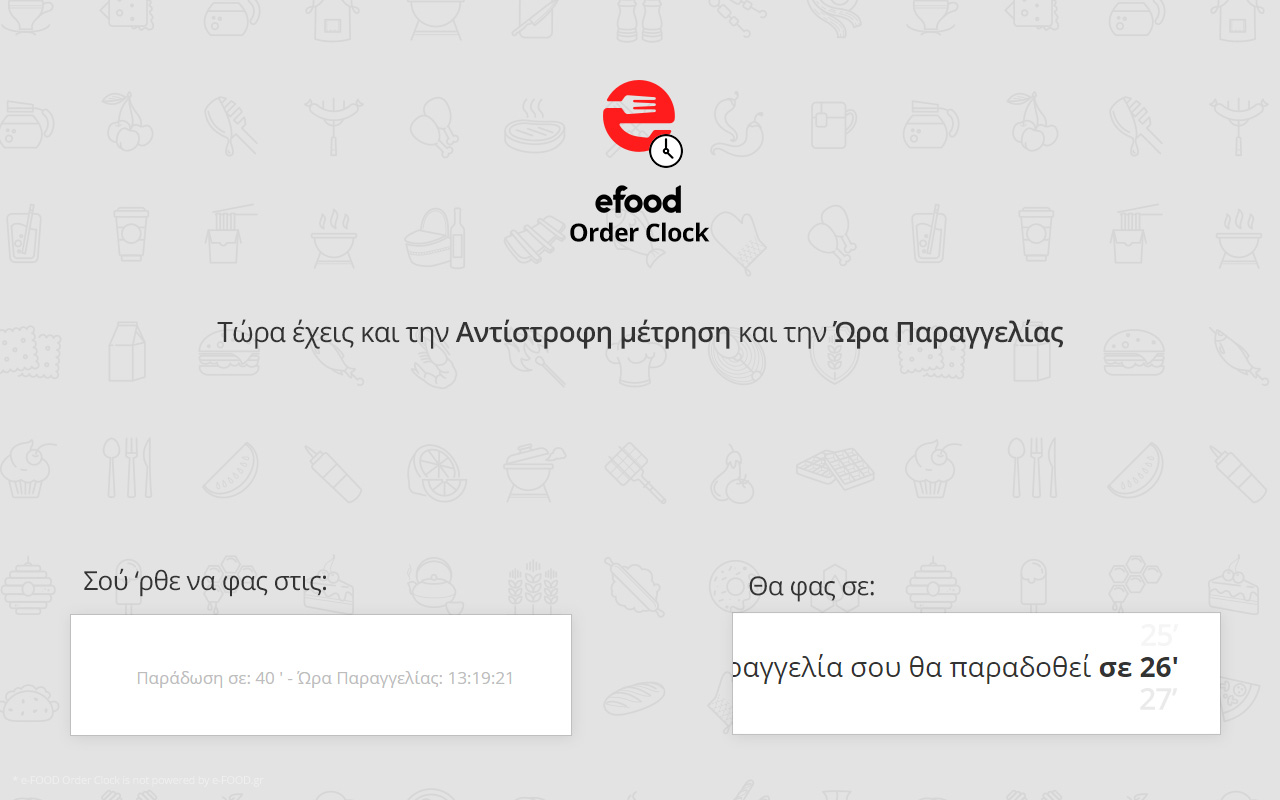 efood
Order Clock
Τώρα έχεις και την Αντίστροφη μέτρηση και την Ώρα Παραγγελίας
Σού ‘ρθε να φας στις:
Παράδωση σε: 40 ' - Ώρα Παραγγελίας: 13:19:21
Θα φας σε:
25’
ραγγελία σου θα παραδοθεί σε 26'
27’
* e-FOOD Order Clock is not powered by e-FOOD.gr